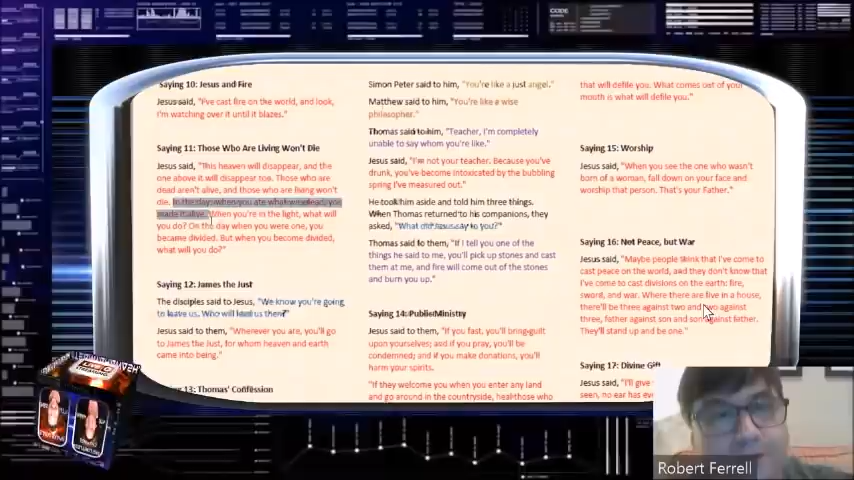 Saying 10: Jesus and Fire
Jesus said, "I've cast fire on the world, and look,
I'm watching over it until it blazes."
Saying 11: Those Who Are Living Won't Die
Jesus said, "This heaven will disappear, and the
one above it will disappear too. Those who are
dead aren't alive, and those who are living won't
die. In the days when you ate what was dead, you
made it alive. When you're in the light, what will
you do? On the day when you were one, you
became divided. But when you become divided,
what will you do?"
Saying 12: James the Just
The disciples said to Jesus, "We know you're going
to leave us. Who will lead us then?"
Jesus said to them, "Wherever you are, you'll go
to James the Just, for whom heaven and earth
came into being."
13: Thomas' Confession
Simon Peter said to him, "You're like a just angel."
Matthew said to him, "You're like a wise
philosopher."
Thomas said to him, "Teacher, I'm completely
unable to say whom you're like."
Jesus said, "I'm not your teacher. Because you've
drunk, you've become intoxicated by the bubbling
spring I've measured out."
He took him aside and told him three things.
When Thomas returned to his companions, they
asked, "What did Jesus say to you?"
Thomas said to them, "If I tell you one of the
things he said to me, you'll pick up stones and cast
them at me, and fire will come out of the stones
and burn you up."
Saying 14: Public Ministry
Jesus said to them, "If you fast, you'll bring guilt
upon yourselves; and if you pray, you'll be
condemned; and if you make donations, you'll
harm your spirits.
"If they welcome you when you enter any land
and go around in the countryside, heal those who
that will defile you. What comes out of your
mouth is what will defile you."
Saying 15: Worship
Jesus said, "When you see the one who wasn't
born of a woman, fall down on your face and
worship that person. That's your Father."
Saying 16: Not Peace, but War
Jesus said, "Maybe people think that I've come to
cast peace on the world, and they don't know that
I've come to cast divisions on the earth: fire,
sword, and war. Where there are five in a house,
there'll be three against two and two against
three, father against son and son against father.
They'll stand up and be one."
Saying 17: Divine Gift
Jesus said, "I'll give
seen, no ear has
Robert Ferrell
CODE